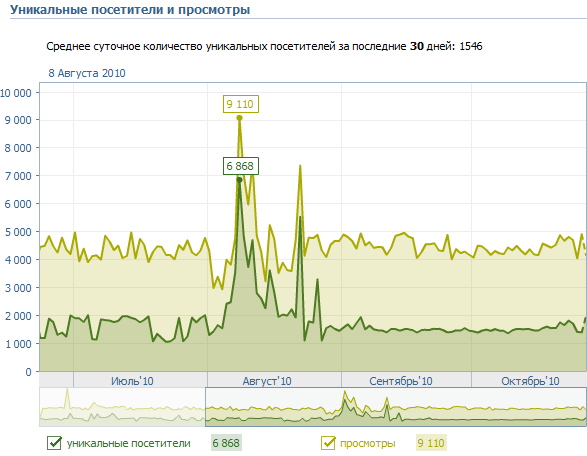 Уникальные посетители и просмотры
Среднее суточное количество уникальных посетителей за последние 30 дней: 1546
8 Августа 2010
10 000
9 110
9 000
8 000
6 868
7 000
6 000
5 000
4 000
3 000
2 000
1 000
0
Июль'10 Август'10 Сентябрь'10 Октябрь'10
уникальные посетители 6 868 просмотры 9 110